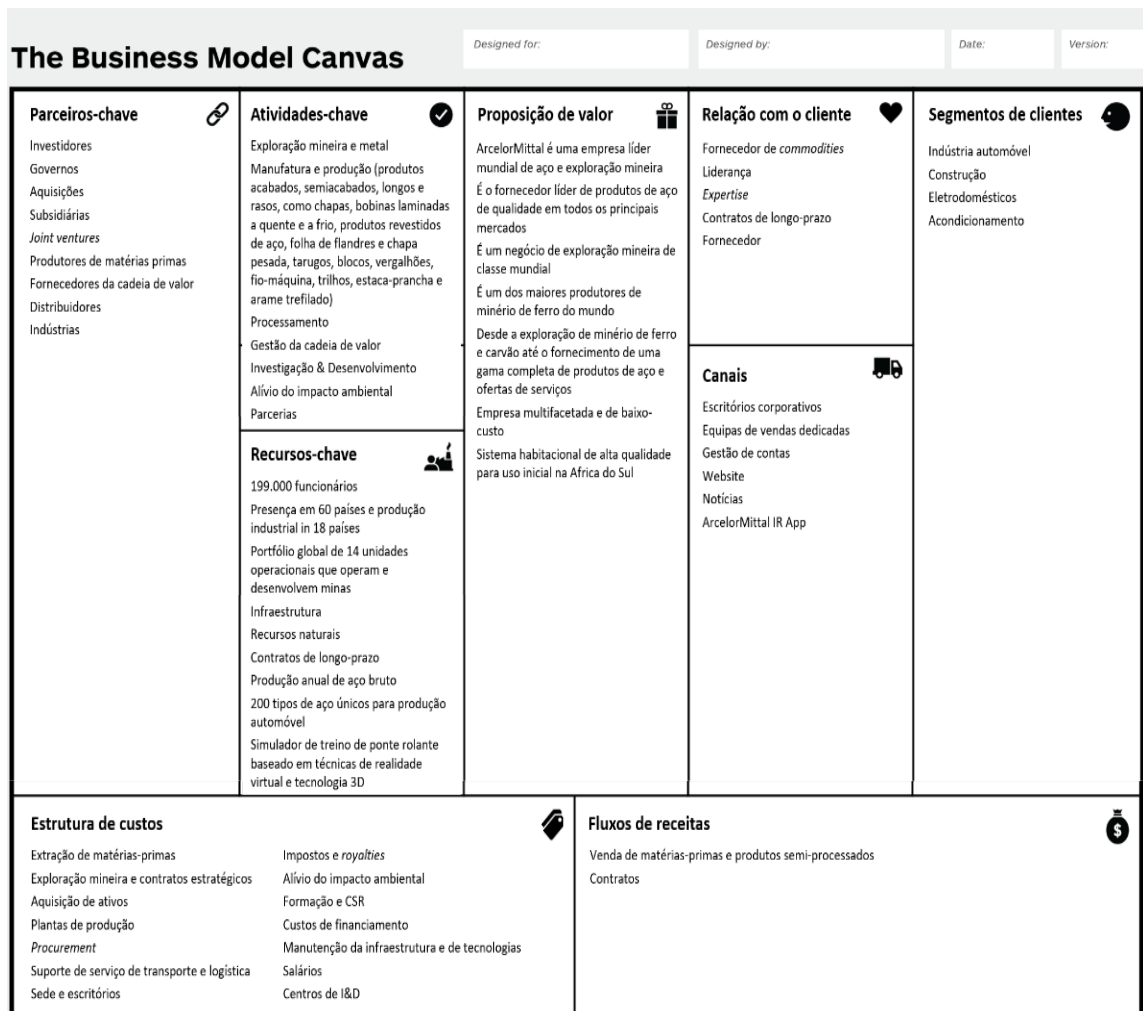 The Business Model Canvas
Designed for:
Designed by:
Date:
Version:
Parceiros-chave
Investidores
Governos
Aquisições
Subsidiárias
Joint ventures
Produtores de matérias primas
Fornecedores da cadeia de valor
Distribuidores
Indústrias
Atividades-chave
Exploração mineira e metal
Manufatura e produção (produtos
acabados, semiacabados, longos e
rasos, como chapas, bobinas laminadas
a quente e a frio, produtos revestidos
de aço, folha de flandres e chapa
pesada, tarugos, blocos, vergalhões,
fio-máquina, trilhos, estaca-prancha e
arame trefilado)
Processamento
Gestão da cadeia de valor
Investigação & Desenvolvimento
Alívio do impacto ambiental
Parcerias
Recursos-chave
199.000 funcionários
Presença em 60 países e produção
industrial in 18 países
Portfólio global de 14 unidades
operacionais que operam e
desenvolvem minas
Infraestrutura
Recursos naturais
Contratos de longo-prazo
Produção anual de aço bruto
200 tipos de aço únicos para produção
automóvel
Simulador de treino de ponte rolante
baseado em técnicas de realidade
virtual e tecnologia 3D
Proposição de valor
ArcelorMittal é uma empresa líder
mundial de aço e exploração mineira
É o fornecedor líder de produtos de aço
de qualidade em todos os principais
mercados
É um negócio de exploração mineira de
classe mundial
É um dos maiores produtores de
minério de ferro do mundo
Desde a exploração de minério de ferro
e carvão até o fornecimento de uma
gama completa de produtos de aço e
ofertas de serviços
Empresa multifacetada e de baixo-
custo
Sistema habitacional de alta qualidade
para uso inicial na Africa do Sul
Relação com o cliente
Fornecedor de commodities
Liderança
Expertise
Contratos de longo-prazo
Fornecedor
Canais
Escritórios corporativos
Equipas de vendas dedicadas
Gestão de contas
Website
Notícias
ArcelorMittal IR App
Segmentos de clientes
Indústria automóvel
Construção
Eletrodomésticos
Acondicionamento
Estrutura de custos
Extração de matérias-primas
Exploração mineira e contratos estratégicos
Aquisição de ativos
Plantas de produção
Procurement
Suporte de serviço de transporte e logística
Sede e escritórios
Impostos e royalties
Alívio do impacto ambiental
Formação e CSR
Custos de financiamento
Manutenção da infraestrutura e de tecnologias
Salários
Centros de I&D
Fluxos de receitas
$
Venda de matérias-primas e produtos semi-processados
Contratos